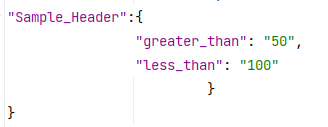 "Sample_Header":{
"greater_than": "50",
"less_than": "100"
}
}